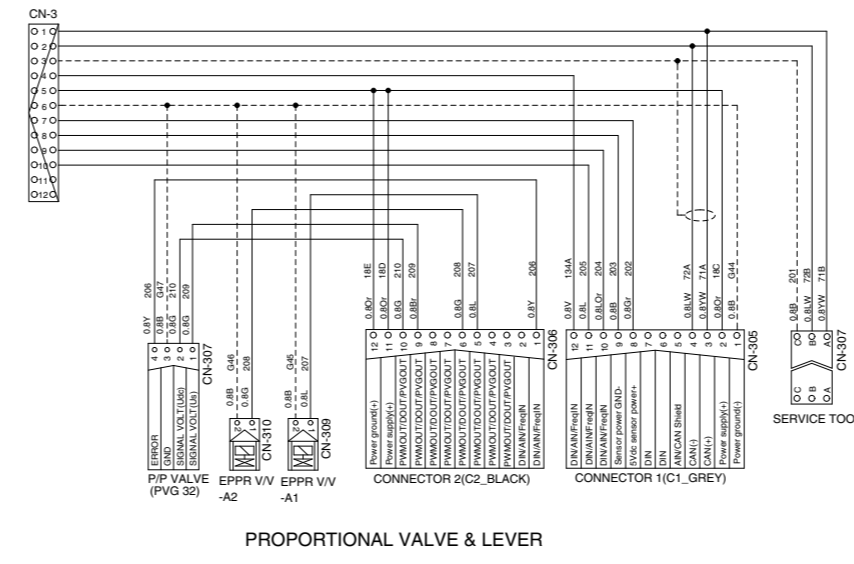 CN-3
1
2
3
4
5
6
7
8
9
10
11
12
206
G47
210
209
0.8Y
0.8B
0.8G
0.8G
4
3
2
1
CN-307
ERROR
GND
SIGNAL VOLT(Udc)
SIGNAL VOLT(Us)
P/P VALVE
(PVG 32)
G46
208
0.8B
0.8G
2
1
CN-310
EPPR V/V
-A2
G45
207
0.8B
0.8L
2
1
CN-309
EPPR V/V
-A1
18E
18D
210
209
208
207
206
0.8Or
0.8Or
0.8G
0.8Br
0.8G
0.8L
0.8Y
12
11
10
9
8
7
6
5
4
3
2
1
CN-306
Power ground(+)
Power supply(+)
PWMOUT/DOUT/PVGOUT
PWMOUT/DOUT/PVGOUT
PWMOUT/DOUT/PVGOUT
PWMOUT/DOUT/PVGOUT
PWMOUT/DOUT/PVGOUT
PWMOUT/DOUT/PVGOUT
PWMOUT/DOUT/PVGOUT
PWMOUT/DOUT/PVGOUT
DIN/AIN/FreqIN
DIN/AIN/FreqIN
CONNECTOR 2(C2_BLACK)
134A
205
204
203
202
72A
71A
18C
G44
0.8V
0.8L
0.8LOr
0.8B
0.8Gr
0.8LW
0.8YW
0.8Or
0.8B
12
11
10
9
8
7
6
5
4
3
2
1
CN-305
DIN/AIN/FreqIN
DIN/AIN/FreqIN
DIN/AIN/FreqIN
Sensor power GND-
5Vdc sensor power+
DIN
DIN
AIN/CAN Shield
CAN(-)
CAN(+)
Power supply(+)
Power ground(-)
CONNECTOR 1(C1_GREY)
201
72B
71B
0.8B
0.8LW
0.8YW
C
B
A
C
B
A
CN-307
SERVICE TOO
PROPORTIONAL VALVE & LEVER